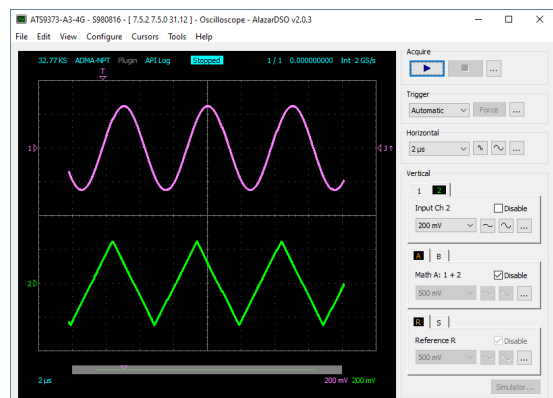 ATS9373-A3-4G - S980816 - [ 7.5.2 7.5.0 31.12 ] - Oscilloscope - AlazarDSO v2.0.3
File Edit View Configure Cursors Tools Help
32.77 KS ADMA-NPT Plugin API Log Stopped 1 / 1 0.000000000 Int 2 GS/s
T
1
J↑
2
2 µs 200 mV 200 mV
Acquire
...
Trigger
Automatic Force ...
Horizontal
2 µs ...
Vertical
1 2
Input Ch 2 Disable
200 mV ...
A B
Math A: 1 + 2 Disable
500 mV ...
R S
Reference R Disable
500 mV ...
Simulator...